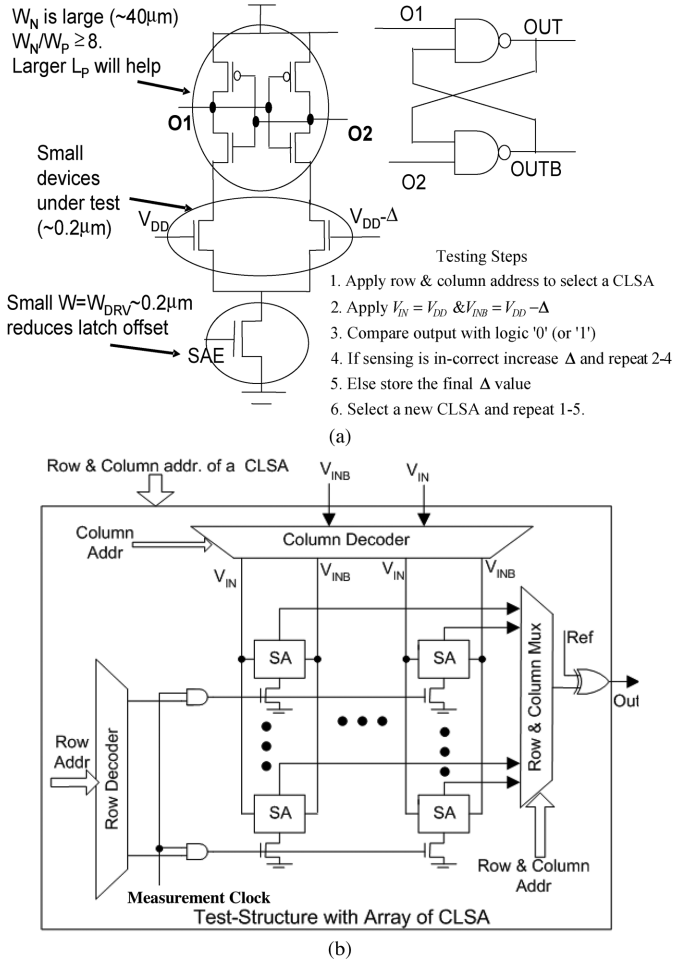 W_N is large (~40μm)
W_N/W_P ≥8.
Larger L_P will help
O1
O2
Small
devices
under test
(~0.2μm)
V_DD
V_DD-Δ
Small W=W_DRV~0.2μm
reduces latch offset
SAE
O1
OUT
O2
OUTB
Testing Steps
1. Apply row & column address to select a CLSA
2. Apply V_IN = V_DD &V_INB = V_DD −Δ
3. Compare output with logic '0' (or '1')
4. If sensing is in-correct increase Δ and repeat 2-4
5. Else store the final Δ value
6. Select a new CLSA and repeat 1-5.
(a)
Row & Column addr. of a CLSA
V_INB
V_IN
Column
Addr
Column Decoder
V_IN
V_INB
V_IN
V_INB
SA
SA
Row & Column Mux
Ref
Out
Row
Addr
Row Decoder
SA
SA
Row & Column
Addr
Measurement Clock
Test-Structure with Array of CLSA
(b)